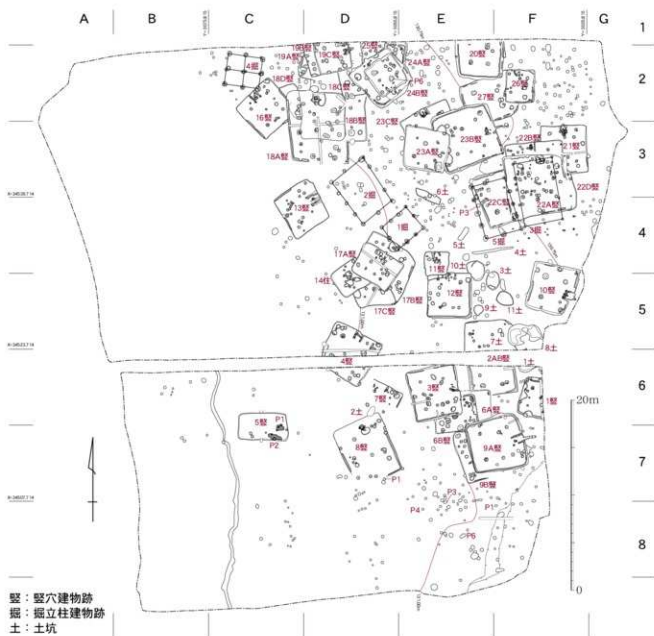 A B C D E F G
1
19B竪 25竪 20竪
19A竪 19C竪
4掘 24A竪
2
18D竪 18C竪 P6 26竪
24B竪 27竪
16竪 18B竪 23C竪
22B竪
23B竪 21竪
23A竪
3
18A竪
22D竪
6土
2掘 22C竪 22A竪
13竪 P3
4
1掘 3掘
5掘
5土
17A竪 4土
11竪 10土
3土
14住
12竪 10竪
17B竪
5
17C竪 9土 11土
7土
8土
4竪 2AB竪 1土
3竪
6
7竪 1竪
2土 6A竪
20m
5竪 P1
6B竪
8竪 9A竪
P2
7
P1 9B竪
P3
P4 P1
P6
8
0
竪：竪穴建物跡
掘：掘立柱建物跡
土：土坑